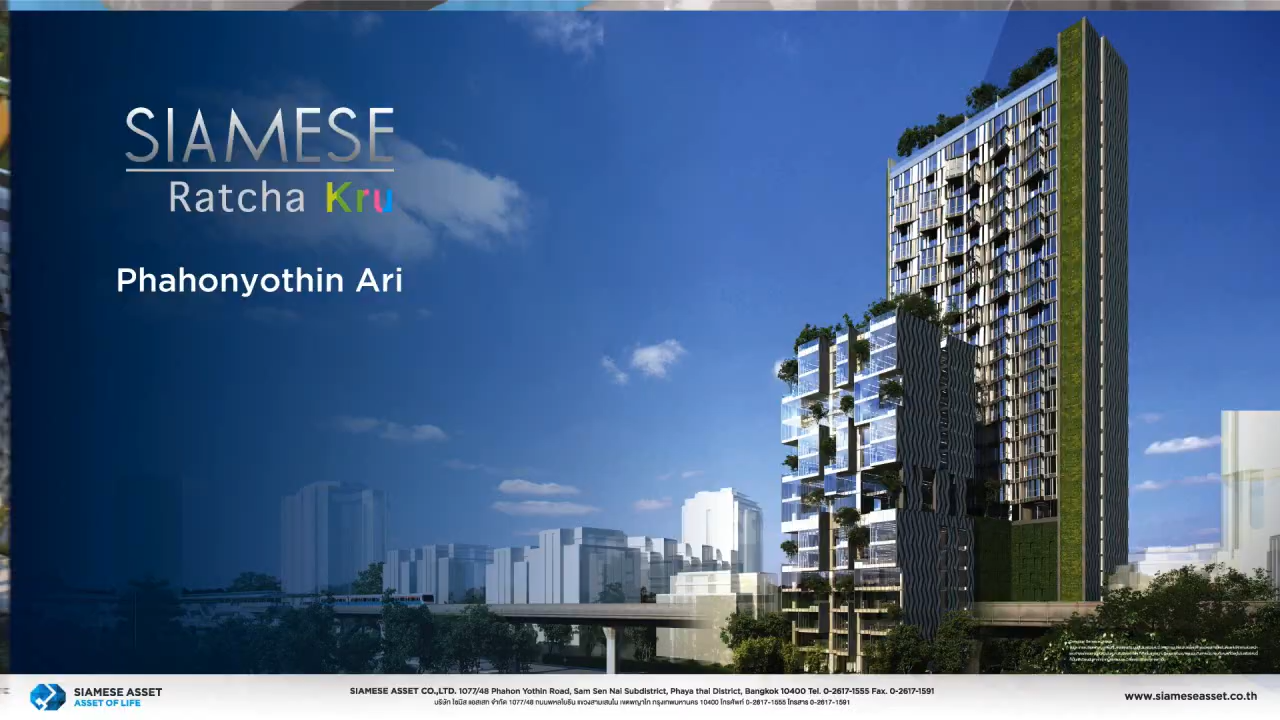 SIAMESE
Ratcha Kru
Phahonyothin Ari
SIAMESE ASSET
ASSET OF LIFE
SIAMESE ASSET CO.,LTD. 1077/48 Phahon Yothin Road, Sam Sen Nai Subdistrict, Phaya thai District, Bangkok 10400 Tel. 0-2617-1555 Fax. 0-2617-1591
บริษัท ไซมิส แอสเสท จำกัด 1077/48 ถนนพหลโยธิน แขวงสามเสนใน เขตพญาไท กรุงเทพมหานคร 10400 โทรศัพท์ 0-2617-1555 โทรสาร 0-2617-1591
www.siameseasset.co.th